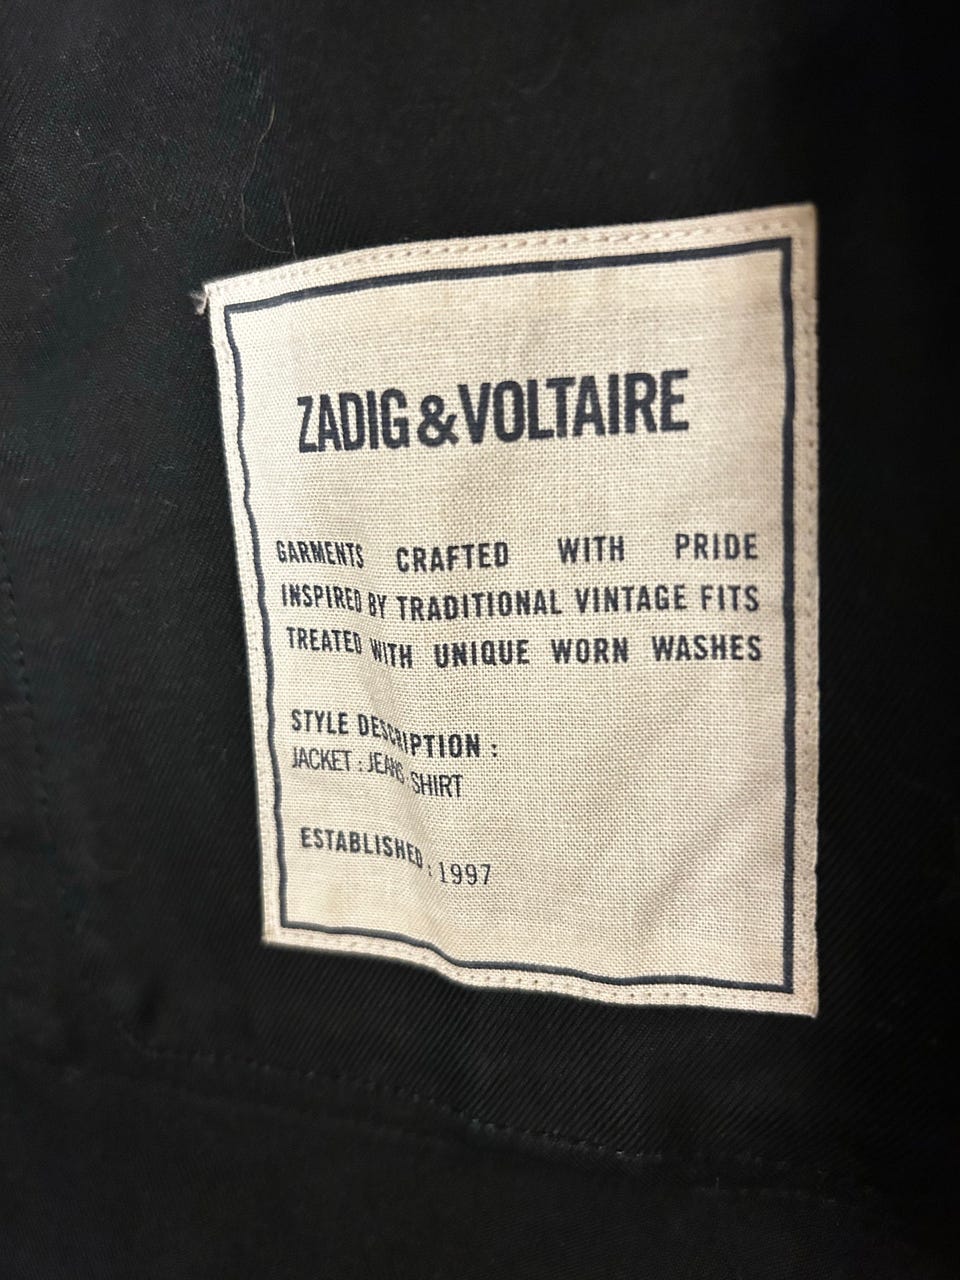 ZADIG&VOLTAIRE
GARMENTS CRAFTED WITH PRIDE
INSPIRED BY TRADITIONAL VINTAGE FITS
TREATED WITH UNIQUE WORN WASHES
STYLE DESCRIPTION :
JACKET : JEANS : SHIRT
ESTABLISHED : 1997